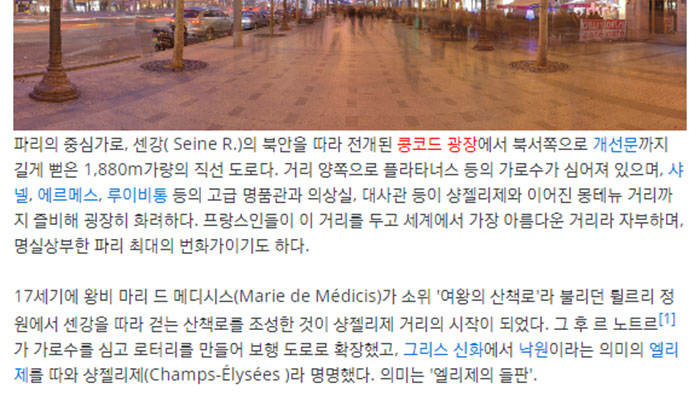 파리의 중심가로, 센강( Seine R.)의 북안을 따라 전개된 콩코드 광장에서 북서쪽으로 개선문까지
길게 뻗은 1,880m가량의 직선 도로다. 거리 양쪽으로 플라타너스 등의 가로수가 심어져 있으며, 샤
넬, 에르메스, 루이비통 등의 고급 명품관과 의상실, 대사관 등이 샹젤리제와 이어진 몽테뉴 거리까
지 즐비해 굉장히 화려하다. 프랑스인들이 이 거리를 두고 세계에서 가장 아름다운 거리라 자부하며,
명실상부한 파리 최대의 번화가이기도 하다.
17세기에 왕비 마리 드 메디시스(Marie de Médicis)가 소위 '여왕의 산책로'라 불리던 튈르리 정
원에서 센강을 따라 걷는 산책로를 조성한 것이 샹젤리제 거리의 시작이 되었다. 그 후 르 노트르[1]
가 가로수를 심고 로터리를 만들어 보행 도로로 확장했고, 그리스 신화에서 낙원이라는 의미의 엘리
제를 따와 샹젤리제(Champs-Élysées )라 명명했다. 의미는 '엘리제의 들판'.